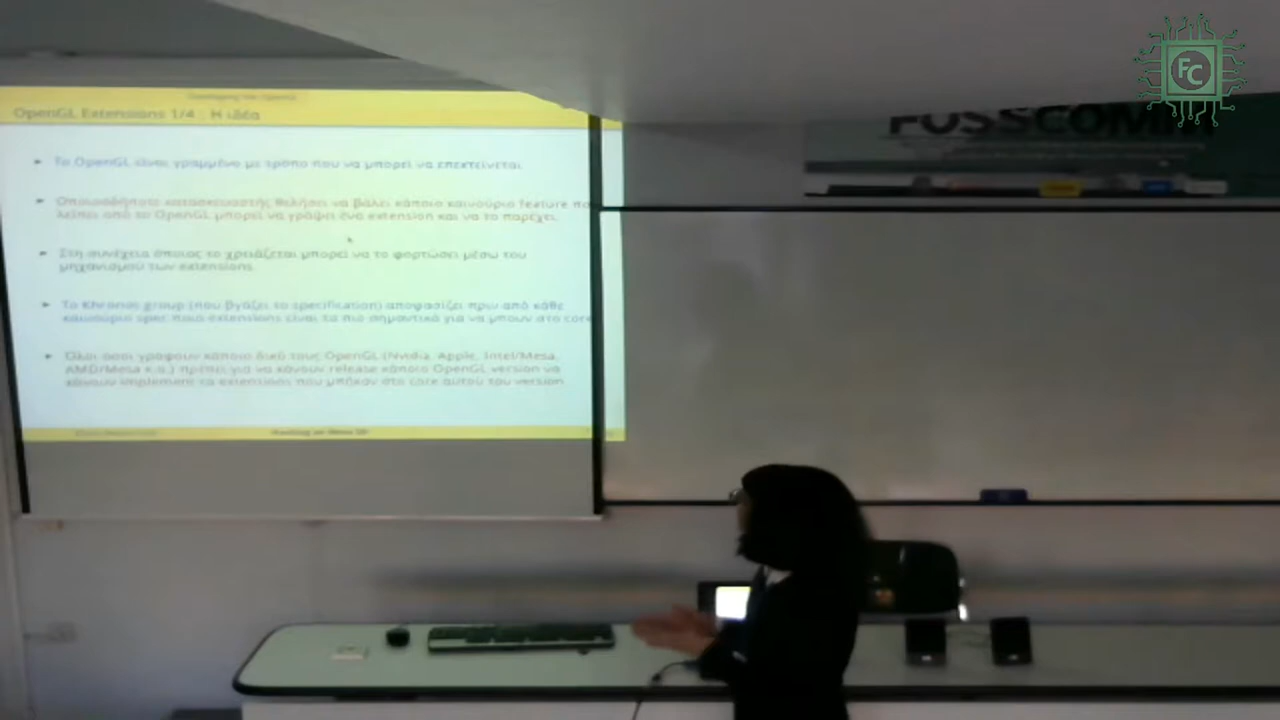 OpenGL Extensions 1/4 : Η ιδέα
Το OpenGL είναι γραμμένο με τρόπο που να μπορεί να επεκτείνεται.
Οποιοσδήποτε κατασκευαστής θελήσει να βάλει κάποιο καινούριο feature που
λείπει από το OpenGL μπορεί να γράψει ένα extension και να το παρέχει.
Στη συνέχεια όποιος το χρειάζεται μπορεί να το φορτώσει μέσω του
μηχανισμού των extensions.
Το Khronos group (που βγάζει το specification) αποφασίζει πριν από κάθε
καινούριο spec ποια extensions είναι τα πιο σημαντικά για να μπουν στο core
Όλοι όσοι γράφουν κάποιο δικό τους OpenGL (Nvidia, Apple, Intel/Mesa,
AMD/Mesa κ.α.) πρέπει για να κάνουν release κάποιο OpenGL version να
κάνουν implement τα extensions που μπήκαν στο core αυτού του version
FOSSCOMM
FC